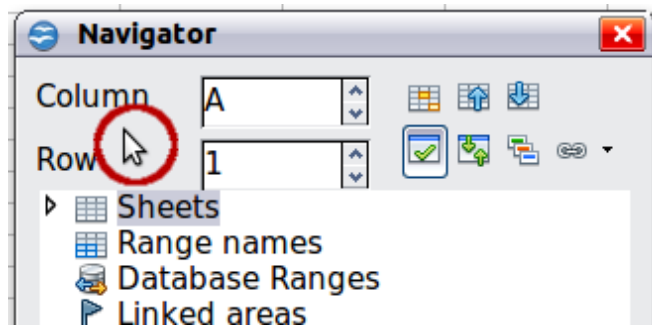 Navigator
Column A
Row 1
Sheets
Range names
Database Ranges
Linked areas